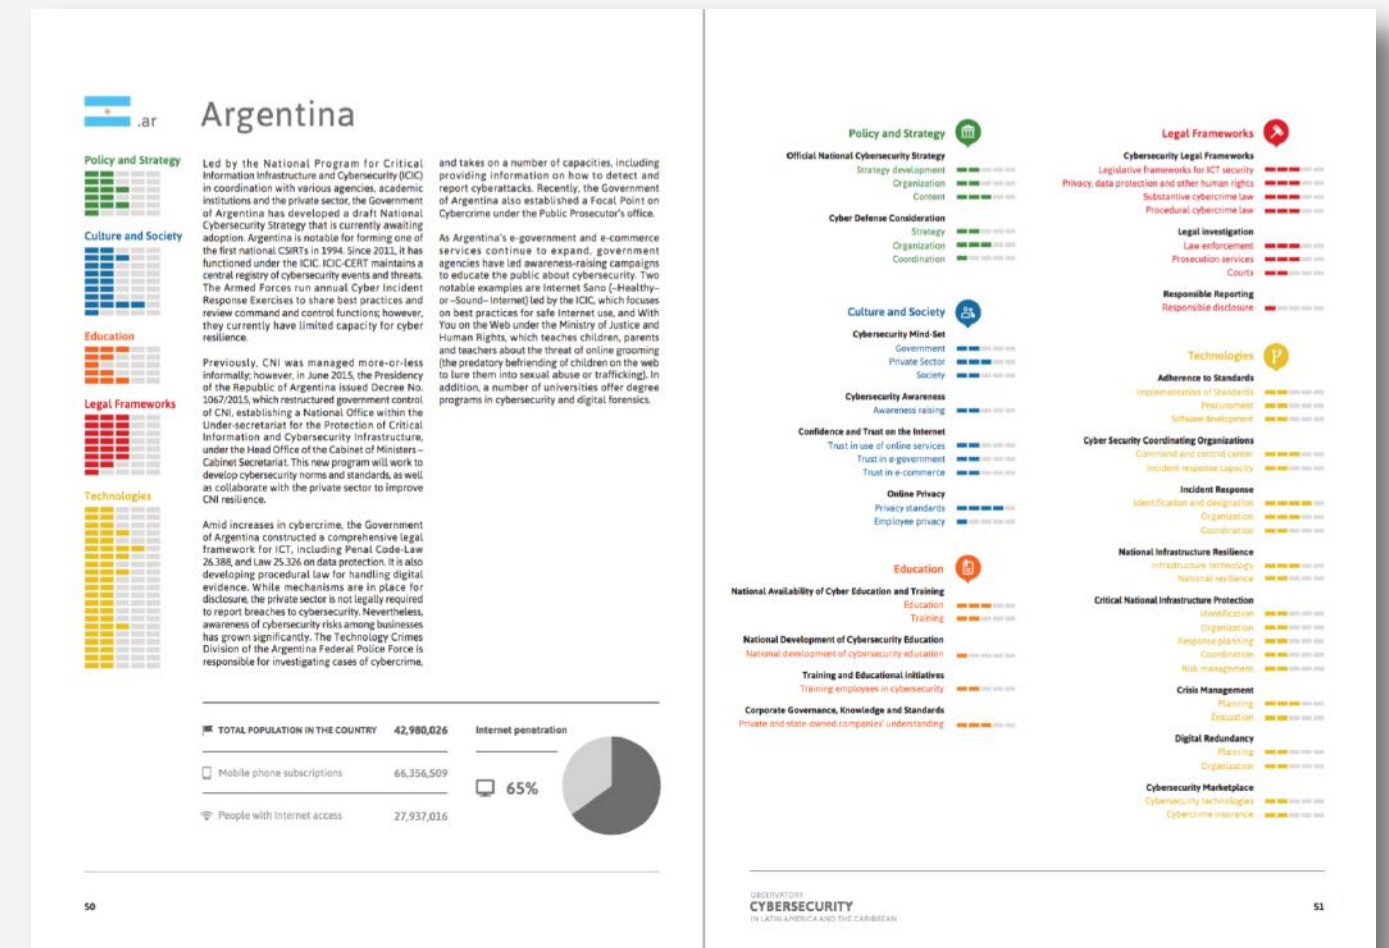 .ar
Argentina
Policy and Strategy
Culture and Society
Education
Legal Frameworks
Technologies
Led by the National Program for Critical
Information Infrastructure and Cybersecurity (ICIC)
in coordination with various agencies, academic
institutions and the private sector, the Government
of Argentina has developed a draft National
Cybersecurity Strategy that is currently awaiting
adoption. Argentina is notable for forming one of
the first national CSIRTs in 1994. Since 2011, it has
functioned under the ICIC. ICIC-CERT maintains a
central registry of cybersecurity events and threats.
The Armed Forces run annual Cyber Incident
Response Exercises to share best practices and
review command and control functions; however,
they currently have limited capacity for cyber
resilience.
Previously, CNI was managed more-or-less
informally; however, in June 2015, the Presidency
of the Republic of Argentina issued Decree No.
1067/2015, which restructured government control
of CNI, establishing a National Office within the
Under-secretariat for the Protection of Critical
Information and Cybersecurity Infrastructure,
under the Head Office of the Cabinet of Ministers –
Cabinet Secretariat. This new program will work to
develop cybersecurity norms and standards, as well
as collaborate with the private sector to improve
CNI resilience.
Amid increases in cybercrime, the Government
of Argentina constructed a comprehensive legal
framework for ICT, including Penal Code-Law
26.388, and Law 25.326 on data protection. It is also
developing procedural law for handling digital
evidence. While mechanisms are in place for
disclosure, the private sector is not legally required
to report breaches to cybersecurity. Nevertheless,
awareness of cybersecurity risks among businesses
has grown significantly. The Technology Crimes
Division of the Argentina Federal Police Force is
responsible for investigating cases of cybercrime,
and takes on a number of capacities, including
providing information on how to detect and
report cyberattacks. Recently, the Government
of Argentina also established a Focal Point on
Cybercrime under the Public Prosecutor's office.
As Argentina's e-government and e-commerce
services continue to expand, government
agencies have led awareness-raising campaigns
to educate the public about cybersecurity. Two
notable examples are Internet Sano (–Healthy–
or –Sound– Internet) led by the ICIC, which focuses
on best practices for safe Internet use, and With
You on the Web under the Ministry of Justice and
Human Rights, which teaches children, parents
and teachers about the threat of online grooming
(the predatory befriending of children on the web
to lure them into sexual abuse or trafficking). In
addition, a number of universities offer degree
programs in cybersecurity and digital forensics.
TOTAL POPULATION IN THE COUNTRY 42,980,026
Mobile phone subscriptions 66,356,509
People with Internet access 27,937,016
Internet penetration
65%
50
Policy and Strategy
Official National Cybersecurity Strategy
Strategy development
Organization
Content
Cyber Defense Consideration
Strategy
Organization
Coordination
Culture and Society
Cybersecurity Mind-Set
Government
Private Sector
Society
Cybersecurity Awareness
Awareness raising
Confidence and Trust on the Internet
Trust in use of online services
Trust in e-government
Trust in e-commerce
Online Privacy
Privacy standards
Employee privacy
Education
National Availability of Cyber Education and Training
Education
Training
National Development of Cybersecurity Education
National development of cybersecurity education
Training and Educational initiatives
Training employees in cybersecurity
Corporate Governance, Knowledge and Standards
Private and state-owned companies' understanding
Legal Frameworks
Cybersecurity Legal Frameworks
Legislative frameworks for ICT security
Privacy, data protection and other human rights
Substantive cybercrime law
Procedural cybercrime law
Legal investigation
Law enforcement
Prosecution services
Courts
Responsible Reporting
Responsible disclosure
Technologies
Adherence to Standards
Implementation of Standards
Procurement
Software development
Cyber Security Coordinating Organizations
Command and control center
Incident response capacity
Incident Response
Identification and designation
Organization
Coordination
National Infrastructure Resilience
Infrastructure technology
National resilience
Critical National Infrastructure Protection
Identification
Organization
Response planning
Coordination
Risk management
Crisis Management
Planning
Evaluation
Digital Redundancy
Planning
Organization
Cybersecurity Marketplace
Cybersecurity technologies
Cybercrime insurance
OBSERVATORY
CYBERSECURITY
IN LATIN AMERICA AND THE CARIBBEAN
51